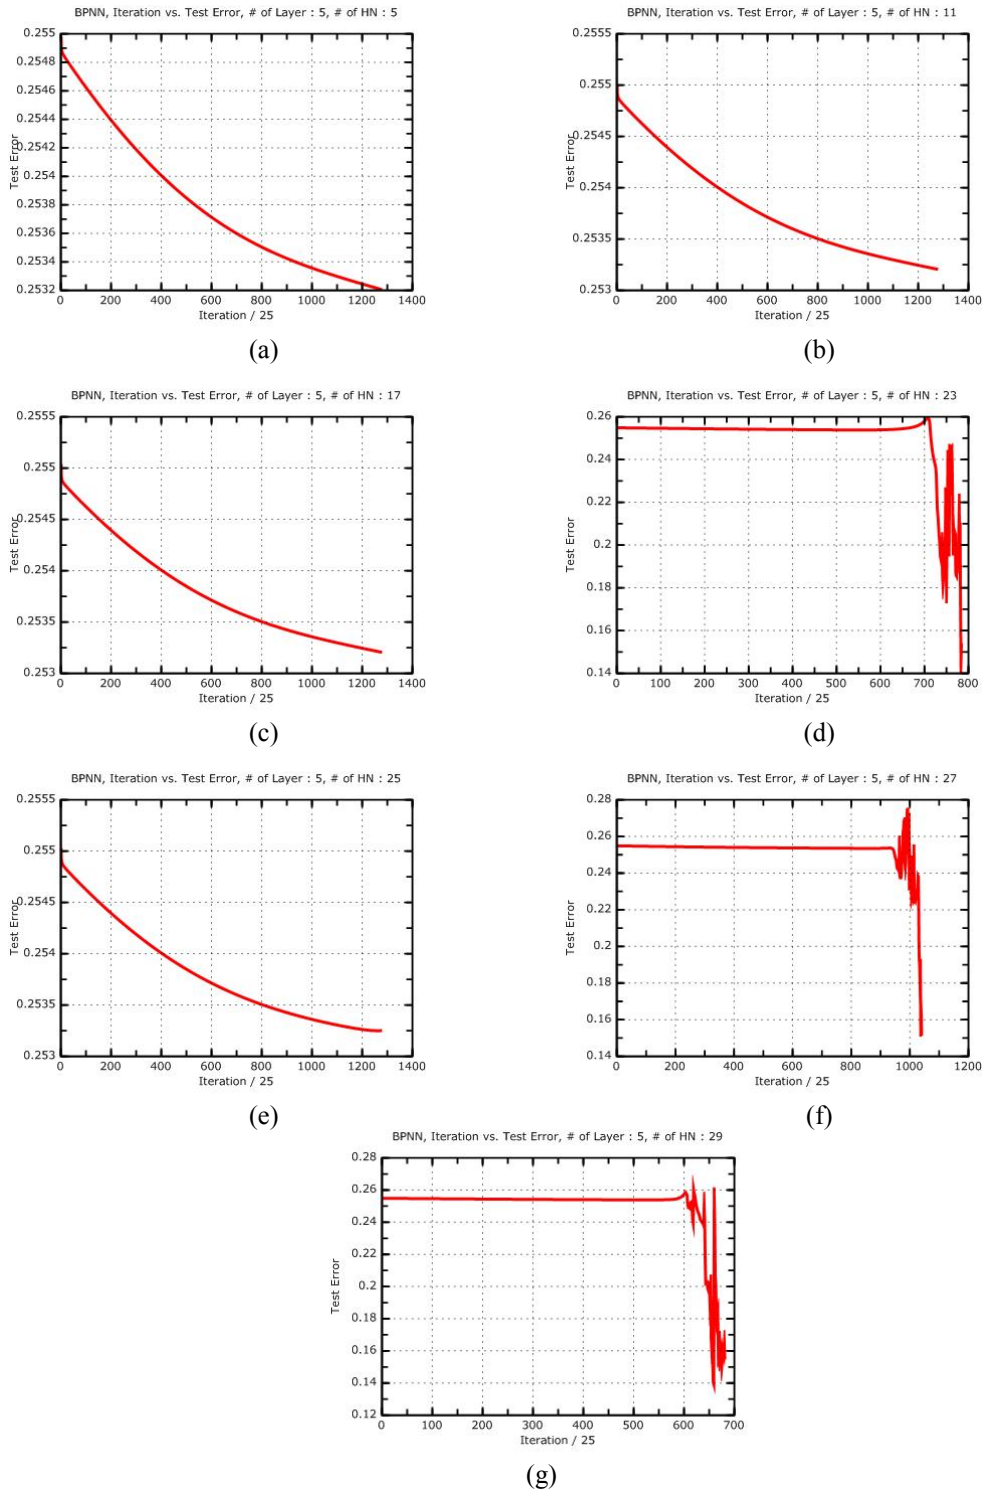 BPNN, Iteration vs. Test Error, # of Layer : 5, # of HN : 5
0.255
0.2548
0.2546
0.2544
0.2542
0.254
0.2538
0.2536
0.2534
0.2532
Test Error
0 200 400 600 800 1000 1200 1400
Iteration / 25
(a)
BPNN, Iteration vs. Test Error, # of Layer : 5, # of HN : 11
0.2555
0.255
0.2545
0.254
0.2535
0.253
Test Error
0 200 400 600 800 1000 1200 1400
Iteration / 25
(b)
BPNN, Iteration vs. Test Error, # of Layer : 5, # of HN : 17
0.2555
0.255
0.2545
0.254
0.2535
0.253
Test Error
0 200 400 600 800 1000 1200 1400
Iteration / 25
(c)
BPNN, Iteration vs. Test Error, # of Layer : 5, # of HN : 23
0.26
0.24
0.22
0.2
0.18
0.16
0.14
Test Error
0 100 200 300 400 500 600 700 800
Iteration / 25
(d)
BPNN, Iteration vs. Test Error, # of Layer : 5, # of HN : 25
0.2555
0.255
0.2545
0.254
0.2535
0.253
Test Error
0 200 400 600 800 1000 1200 1400
Iteration / 25
(e)
BPNN, Iteration vs. Test Error, # of Layer : 5, # of HN : 27
0.28
0.26
0.24
0.22
0.2
0.18
0.16
0.14
Test Error
0 200 400 600 800 1000 1200
Iteration / 25
(f)
BPNN, Iteration vs. Test Error, # of Layer : 5, # of HN : 29
0.28
0.26
0.24
0.22
0.2
0.18
0.16
0.14
0.12
Test Error
0 100 200 300 400 500 600 700
Iteration / 25
(g)